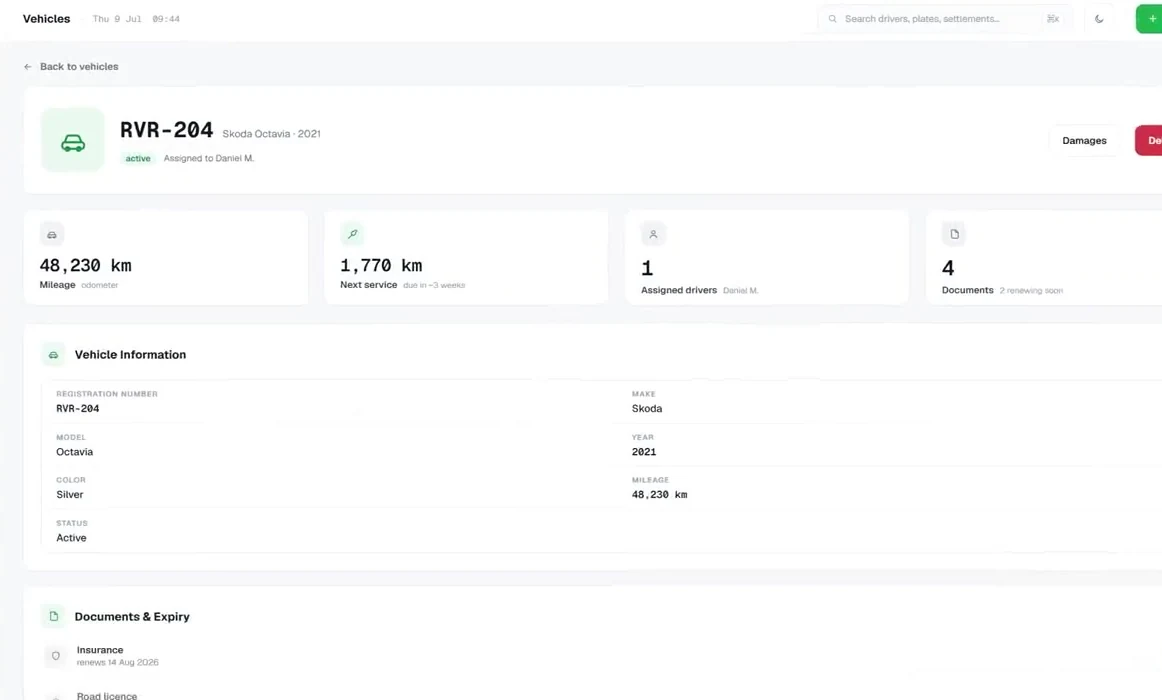 Vehicles Thu 9 Jul 09:44 Search drivers, plates, settlements… ⌘K +
← Back to vehicles
RVR-204 Skoda Octavia · 2021
active Assigned to Daniel M.
Damages De
48,230 km
Mileage odometer
1,770 km
Next service due in ~3 weeks
1
Assigned drivers Daniel M.
4
Documents 2 renewing soon
Vehicle Information
REGISTRATION NUMBER
RVR-204
MAKE
Skoda
MODEL
Octavia
YEAR
2021
COLOR
Silver
MILEAGE
48,230 km
STATUS
Active
Documents & Expiry
Insurance
renews 14 Aug 2026
Road licence